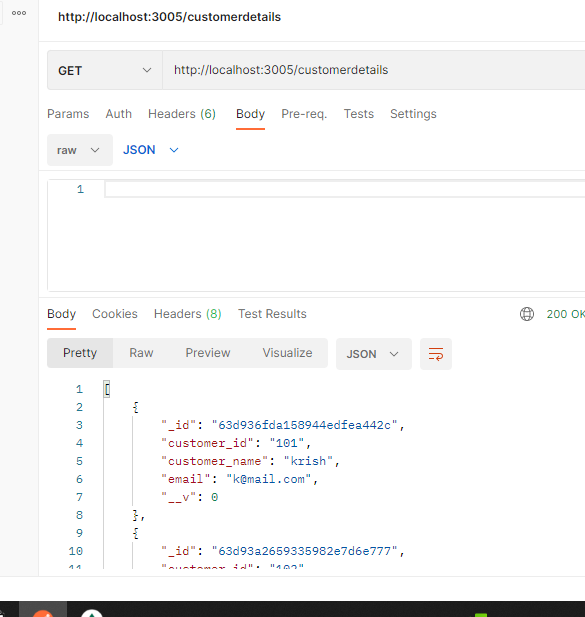 http://localhost:3005/customerdetails
GET http://localhost:3005/customerdetails
Params Auth Headers (6) Body Pre-req. Tests Settings
raw JSON
1
Body Cookies Headers (8) Test Results 200 OK
Pretty Raw Preview Visualize JSON
1 [
2 {
3 "_id": "63d936fda158944edfea442c",
4 "customer_id": "101",
5 "customer_name": "krish",
6 "email": "k@mail.com",
7 "__v": 0
8 },
9 {
10 "_id": "63d93a2659335982e7d6e777",
11 "customer_id": "102"